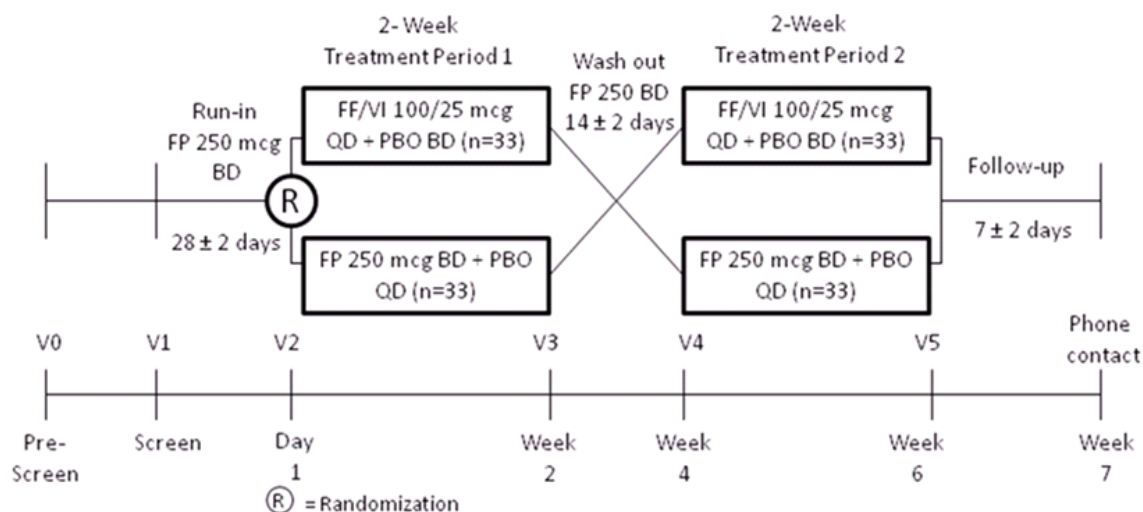 2- Week
Treatment Period 1
Wash out
FP 250 BD
14 ± 2 days
2-Week
Treatment Period 2
Run-in
FP 250 mcg
BD
28 ± 2 days
R
FF/VI 100/25 mcg
QD + PBO BD (n=33)
FP 250 mcg BD + PBO
QD (n=33)
FF/VI 100/25 mcg
QD + PBO BD (n=33)
FP 250 mcg BD + PBO
QD (n=33)
Follow-up
7 ± 2 days
V0
V1
V2
V3
V4
V5
Phone
contact
Pre-
Screen
Screen
Day
1
Week
2
Week
4
Week
6
Week
7
R = Randomization